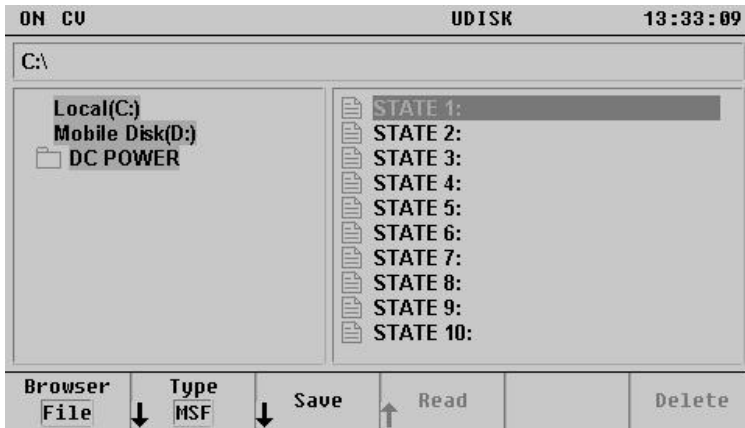 ON CV UDISK 13:33:09
C:\
Local(C:)
Mobile Disk(D:)
DC POWER
STATE 1:
STATE 2:
STATE 3:
STATE 4:
STATE 5:
STATE 6:
STATE 7:
STATE 8:
STATE 9:
STATE 10:
Browser Type Save Read Delete
File MSF